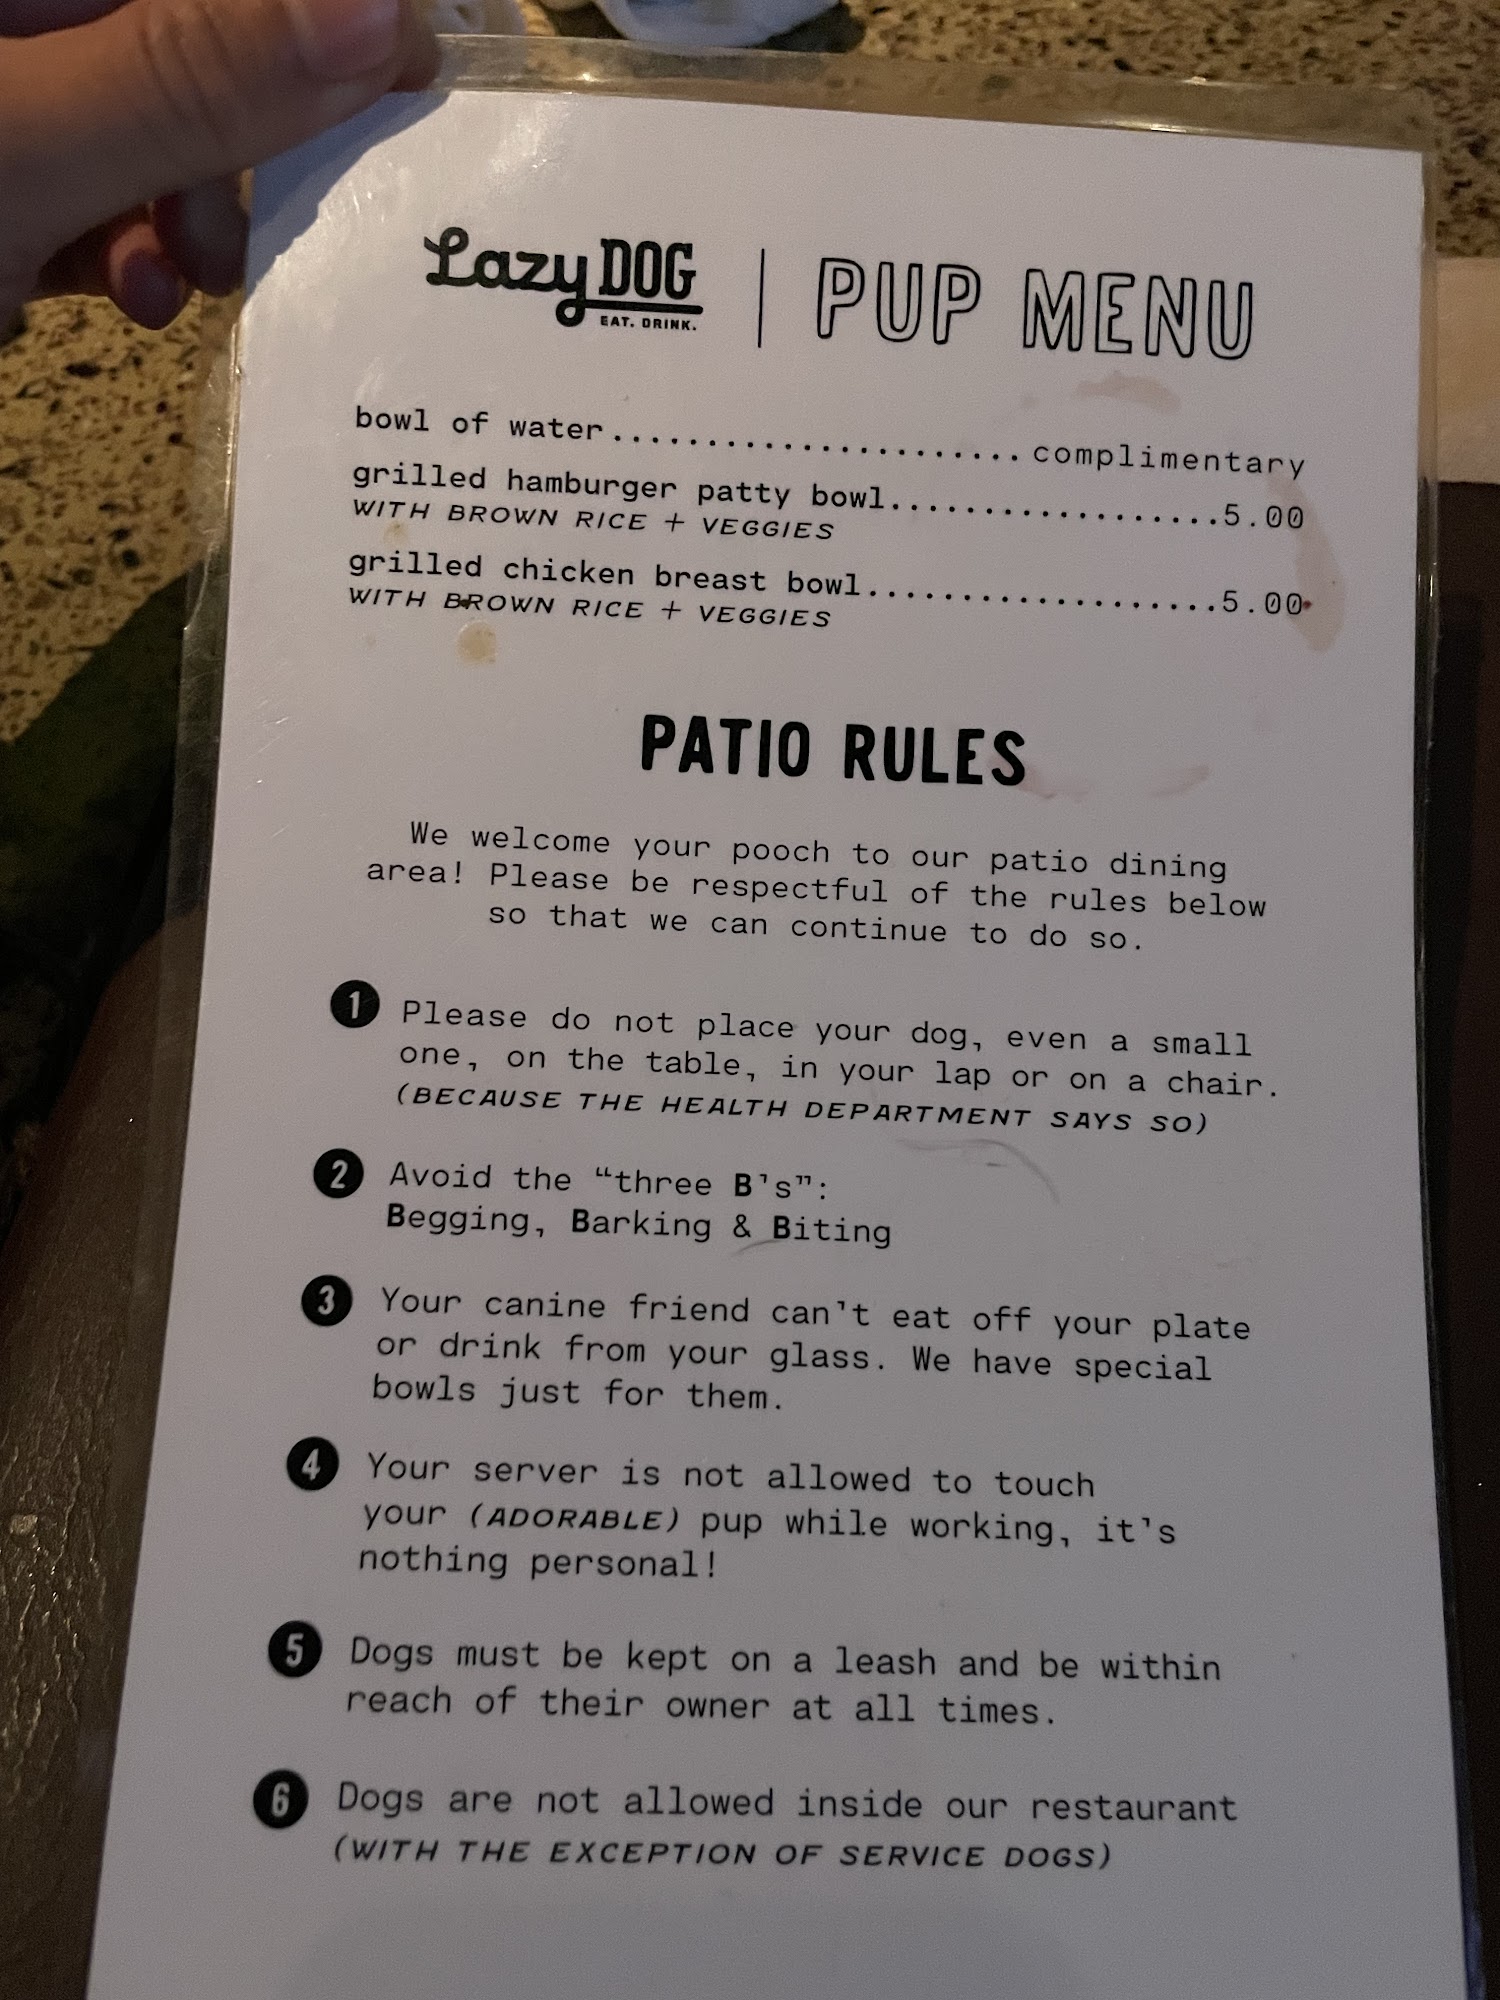 Lazy DOG
EAT. DRINK.
PUP MENU
bowl of water......................complimentary
grilled hamburger patty bowl..................5.00
WITH BROWN RICE + VEGGIES
grilled chicken breast bowl...................5.00
WITH BROWN RICE + VEGGIES
PATIO RULES
We welcome your pooch to our patio dining
area! Please be respectful of the rules below
so that we can continue to do so.
1 Please do not place your dog, even a small
one, on the table, in your lap or on a chair.
(BECAUSE THE HEALTH DEPARTMENT SAYS SO)
2 Avoid the “three B's”:
Begging, Barking & Biting
3 Your canine friend can't eat off your plate
or drink from your glass. We have special
bowls just for them.
4 Your server is not allowed to touch
your (ADORABLE) pup while working, it's
nothing personal!
5 Dogs must be kept on a leash and be within
reach of their owner at all times.
6 Dogs are not allowed inside our restaurant
(WITH THE EXCEPTION OF SERVICE DOGS)